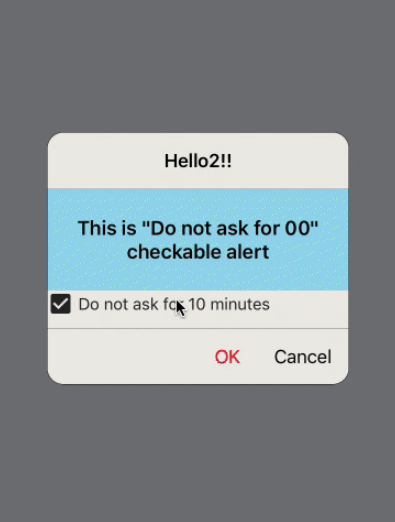 Hello2!!
This is "Do not ask for 00"
checkable alert
Do not ask for 10 minutes
OK Cancel